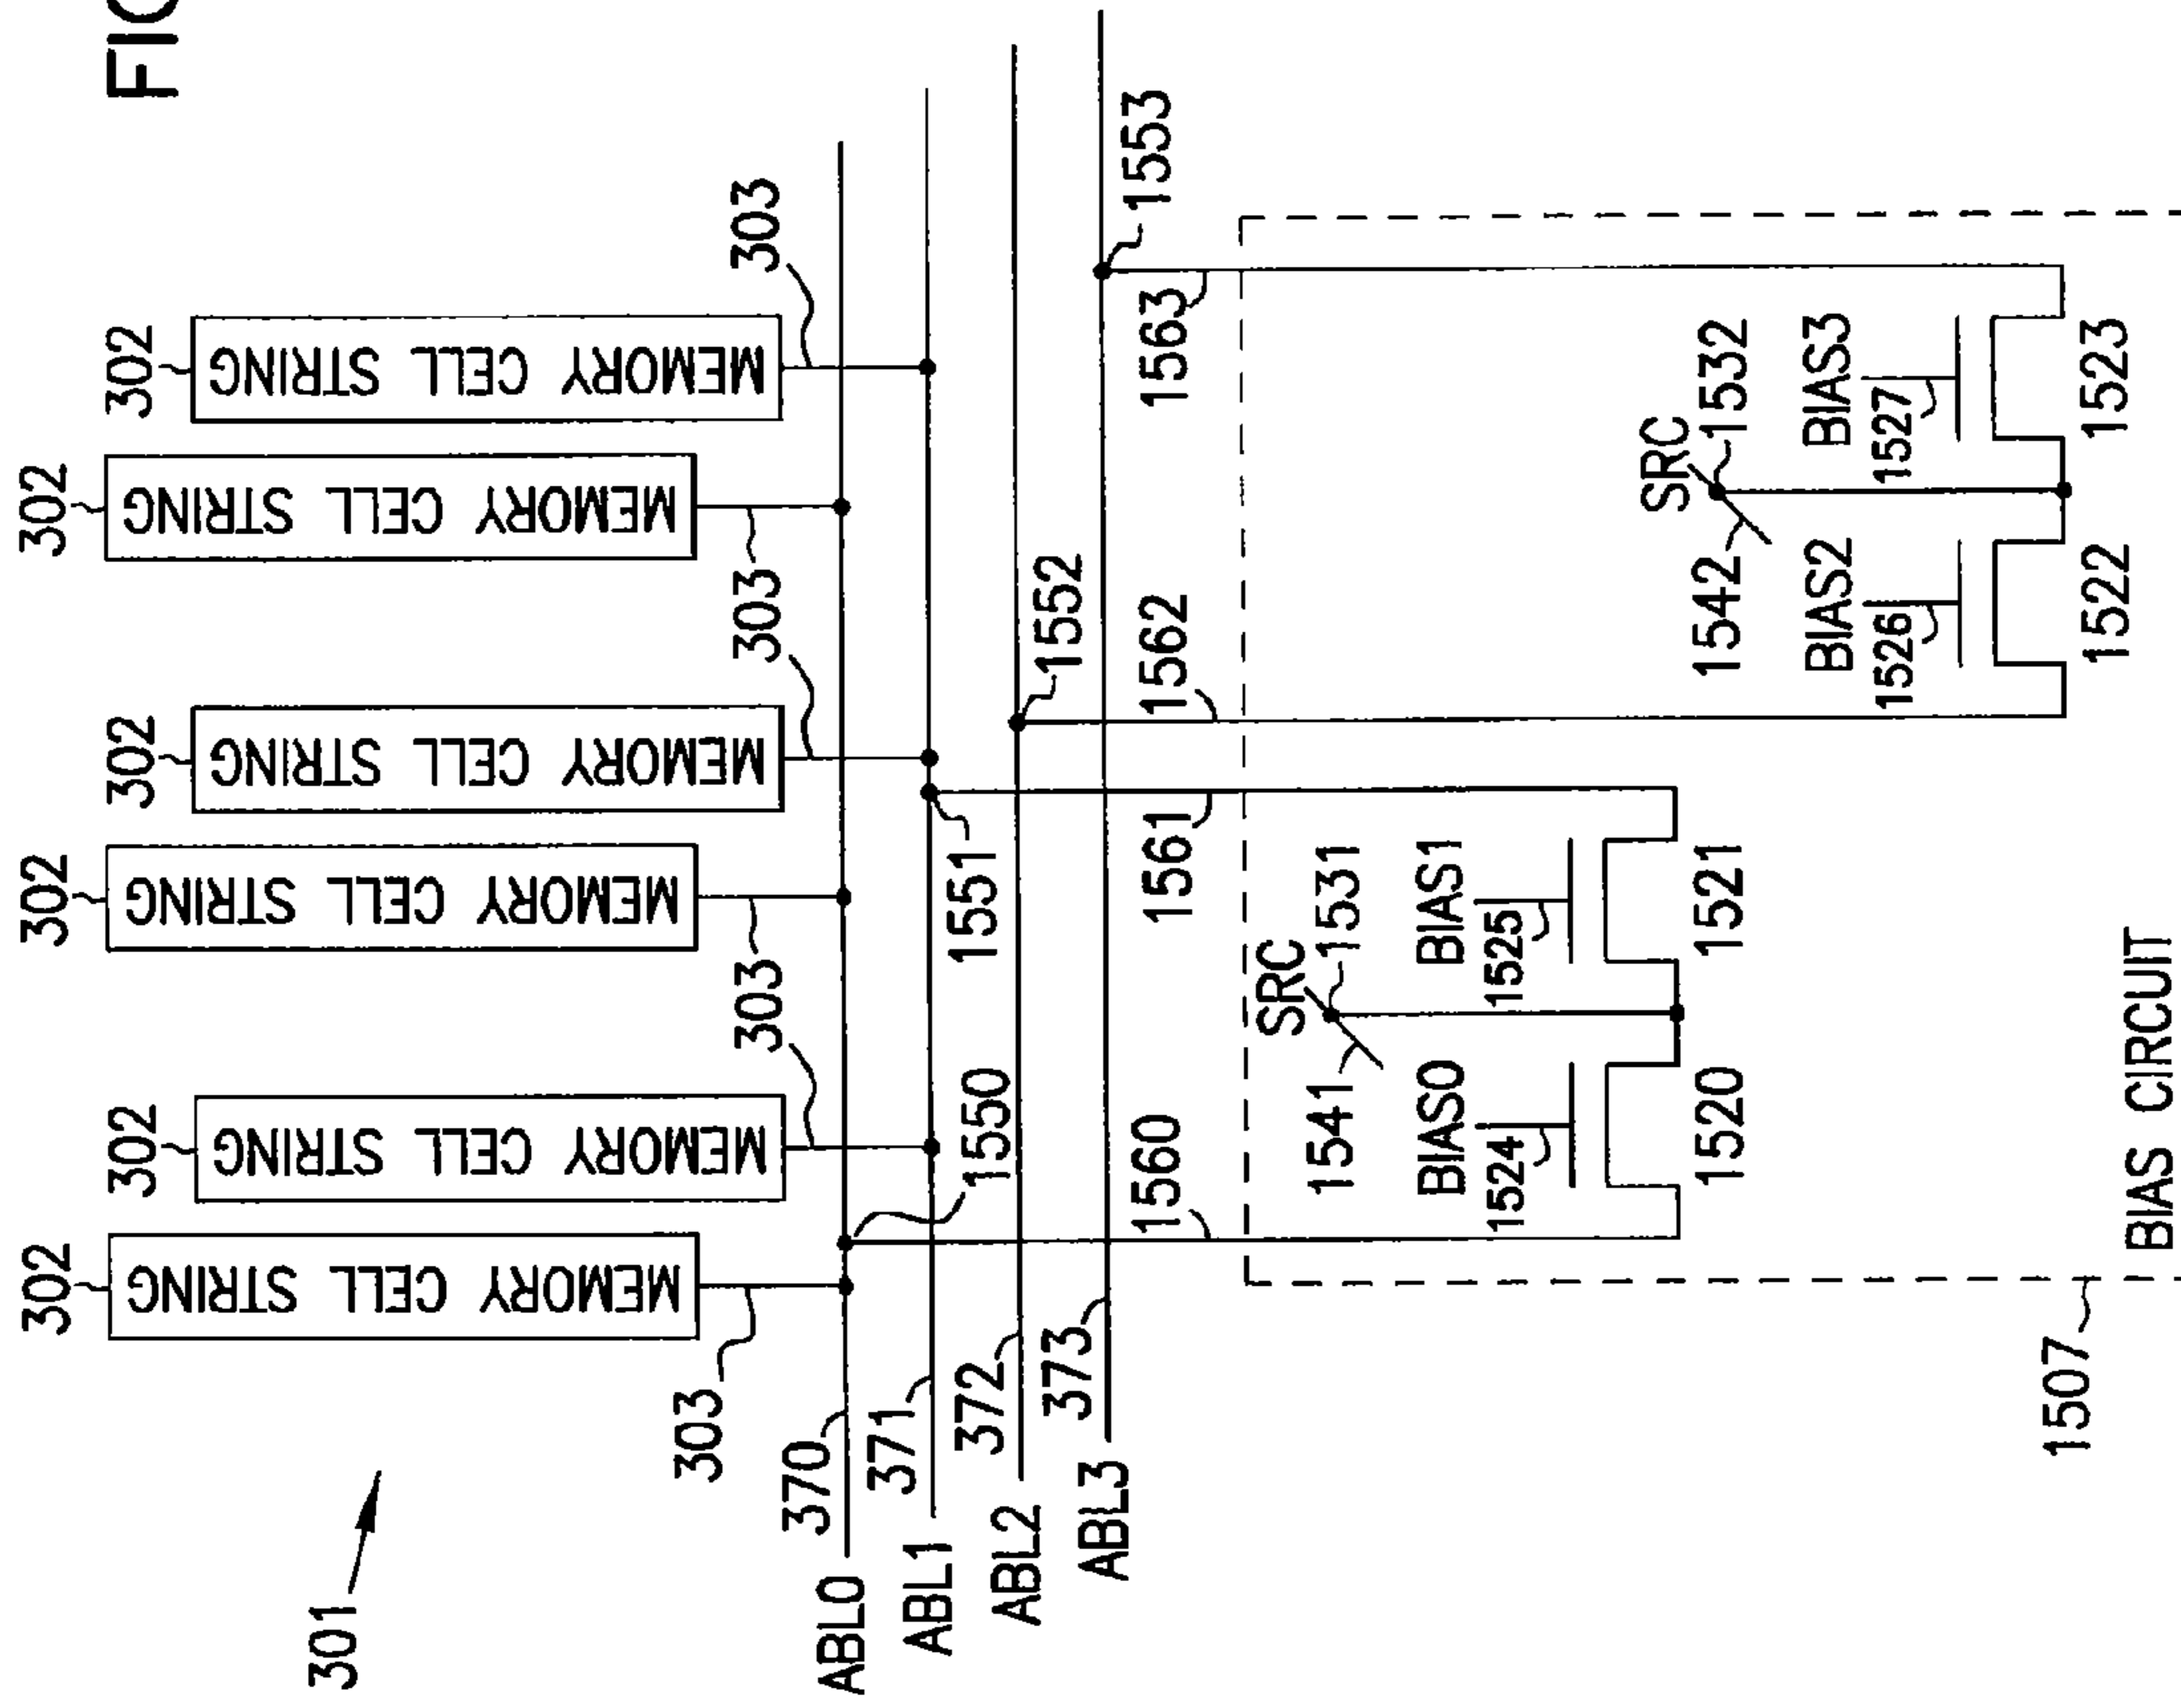 FIG
302
302
302
302
302
302
MEMORY CELL STRING
MEMORY CELL STRING
MEMORY CELL STRING
MEMORY CELL STRING
MEMORY CELL STRING
MEMORY CELL STRING
301
303
303
303
303
303
ABL0
370
ABL1
371
ABL2
372
ABL3
373
1550
1551
1552
1553
1560
1561
1562
1563
SRC
1541
1531
BIAS0
1524
BIAS1
1525
1520
1521
SRC
1542
1532
BIAS2
1526
BIAS3
1527
1522
1523
1507
BIAS CIRCUIT